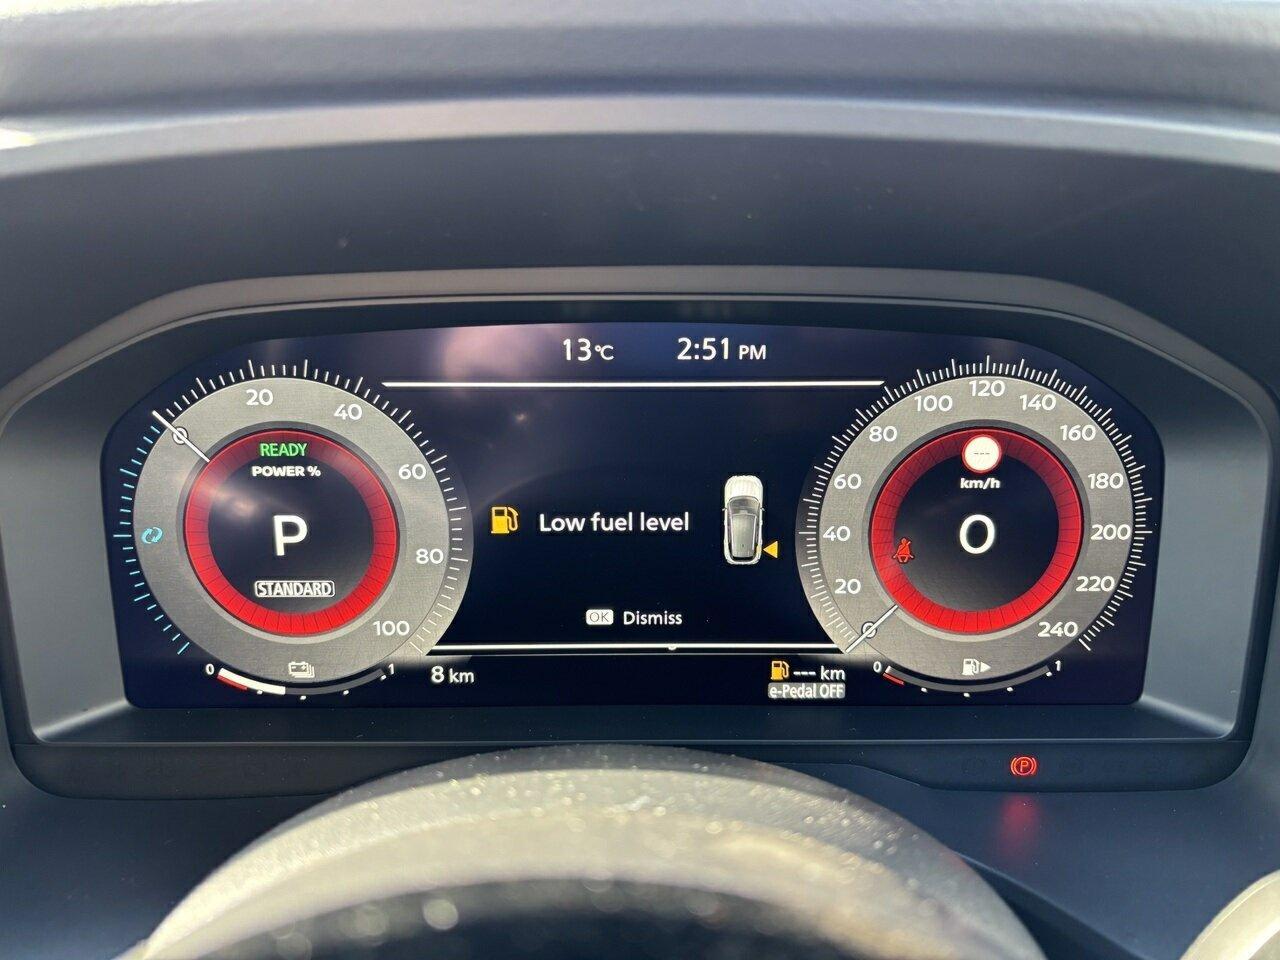 13°C 2:51 PM
20
40
60
80
100
0
READY
POWER %
P
STANDARD
0 1
Low fuel level
OK Dismiss
8 km
--- km
e-Pedal OFF
0
20
40
60
80
100
120
140
160
180
200
220
240
---
km/h
0
0 1
P